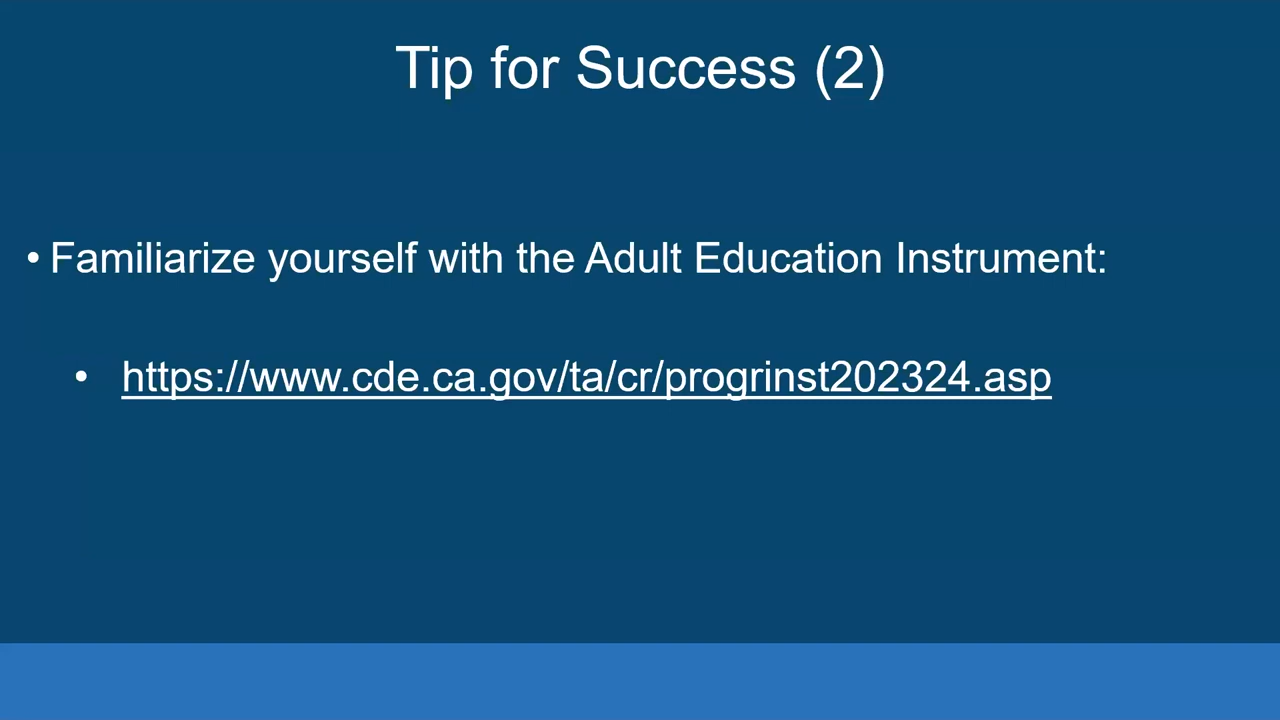 Tip for Success (2)
• Familiarize yourself with the Adult Education Instrument:
• https://www.cde.ca.gov/ta/cr/progrinst202324.asp